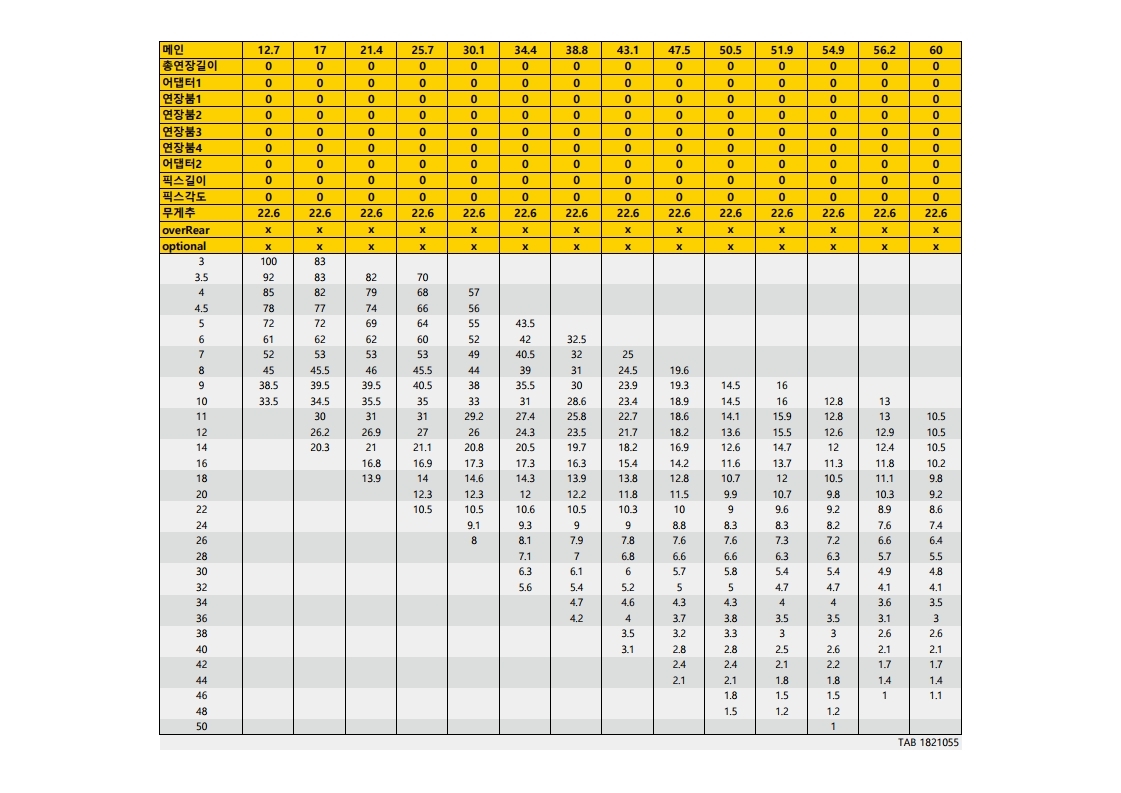 메인 12.7 17 21.4 25.7 30.1 34.4 38.8 43.1 47.5 50.5 51.9 54.9 56.2 60
총연장길이 0 0 0 0 0 0 0 0 0 0 0 0 0 0
어댑터1 0 0 0 0 0 0 0 0 0 0 0 0 0 0
연장붐1 0 0 0 0 0 0 0 0 0 0 0 0 0 0
연장붐2 0 0 0 0 0 0 0 0 0 0 0 0 0 0
연장붐3 0 0 0 0 0 0 0 0 0 0 0 0 0 0
연장붐4 0 0 0 0 0 0 0 0 0 0 0 0 0 0
어댑터2 0 0 0 0 0 0 0 0 0 0 0 0 0 0
픽스길이 0 0 0 0 0 0 0 0 0 0 0 0 0 0
픽스각도 0 0 0 0 0 0 0 0 0 0 0 0 0 0
무게추 22.6 22.6 22.6 22.6 22.6 22.6 22.6 22.6 22.6 22.6 22.6 22.6 22.6 22.6
overRear x x x x x x x x x x x x x x
optional x x x x x x x x x x x x x x
3 100 83
3.5 92 83 82 70
4 85 82 79 68 57
4.5 78 77 74 66 56
5 72 72 69 64 55 43.5
6 61 62 62 60 52 42 32.5
7 52 53 53 53 49 40.5 32 25
8 45 45.5 46 45.5 44 39 31 24.5 19.6
9 38.5 39.5 39.5 40.5 38 35.5 30 23.9 19.3 14.5 16
10 33.5 34.5 35.5 35 33 31 28.6 23.4 18.9 14.5 16 12.8 13
11 30 31 31 29.2 27.4 25.8 22.7 18.6 14.1 15.9 12.8 13 10.5
12 26.2 26.9 27 26 24.3 23.5 21.7 18.2 13.6 15.5 12.6 12.9 10.5
14 20.3 21 21.1 20.8 20.5 19.7 18.2 16.9 12.6 14.7 12 12.4 10.5
16 16.8 16.9 17.3 17.3 16.3 15.4 14.2 11.6 13.7 11.3 11.8 10.2
18 13.9 14 14.6 14.3 13.9 13.8 12.8 10.7 12 10.5 11.1 9.8
20 12.3 12.3 12 12.2 11.8 11.5 9.9 10.7 9.8 10.3 9.2
22 10.5 10.5 10.6 10.5 10.3 10 9 9.6 9.2 8.9 8.6
24 9.1 9.3 9 9 8.8 8.3 8.3 8.2 7.6 7.4
26 8 8.1 7.9 7.8 7.6 7.6 7.3 7.2 6.6 6.4
28 7.1 7 6.8 6.6 6.6 6.3 6.3 5.7 5.5
30 6.3 6.1 6 5.7 5.8 5.4 5.4 4.9 4.8
32 5.6 5.4 5.2 5 5 4.7 4.7 4.1 4.1
34 4.7 4.6 4.3 4.3 4 4 3.6 3.5
36 4.2 4 3.7 3.8 3.5 3.5 3.1 3
38 3.5 3.2 3.3 3 3 2.6 2.6
40 3.1 2.8 2.8 2.5 2.6 2.1 2.1
42 2.4 2.4 2.1 2.2 1.7 1.7
44 2.1 2.1 1.8 1.8 1.4 1.4
46 1.8 1.5 1.5 1 1.1
48 1.5 1.2 1.2
50 1
TAB 1821055